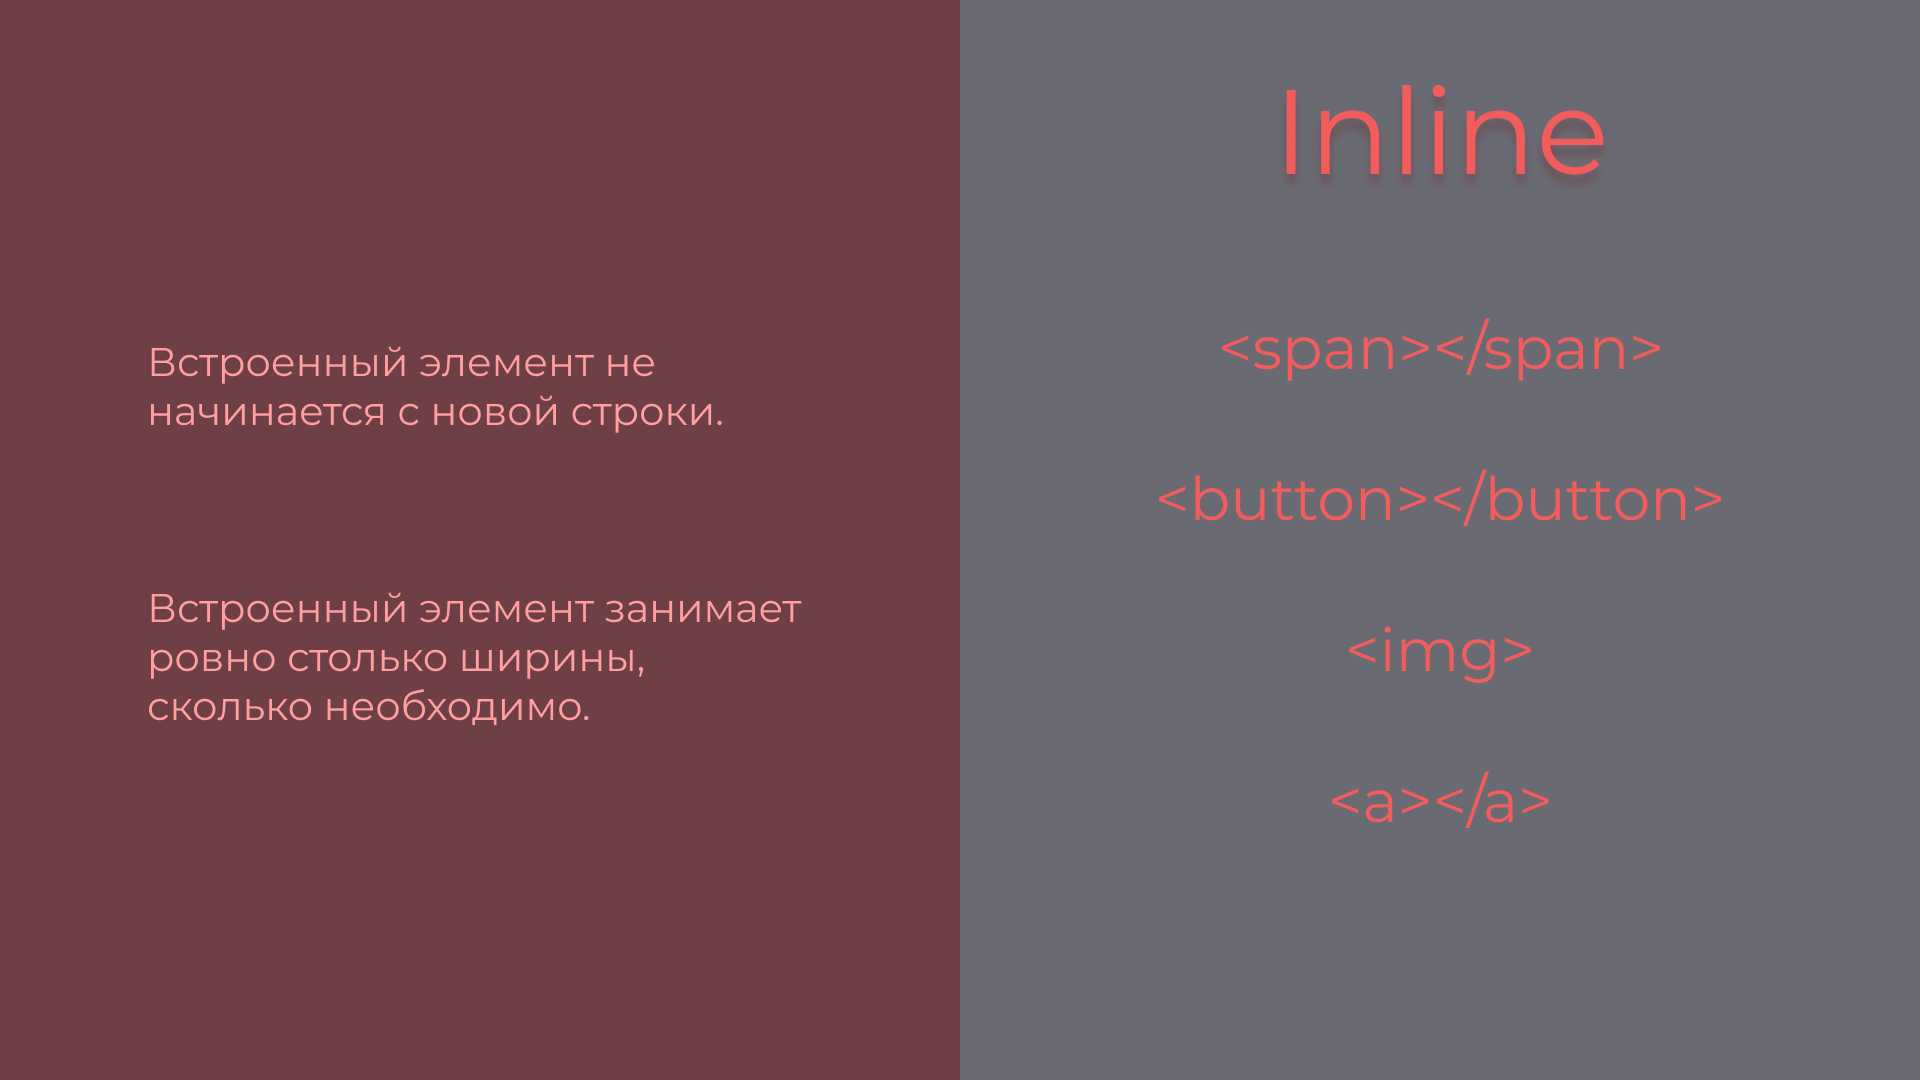 Встроенный элемент не
начинается с новой строки.
Встроенный элемент занимает
ровно столько ширины,
сколько необходимо.
Inline
<span></span>
<button></button>
<img>
<a></a>